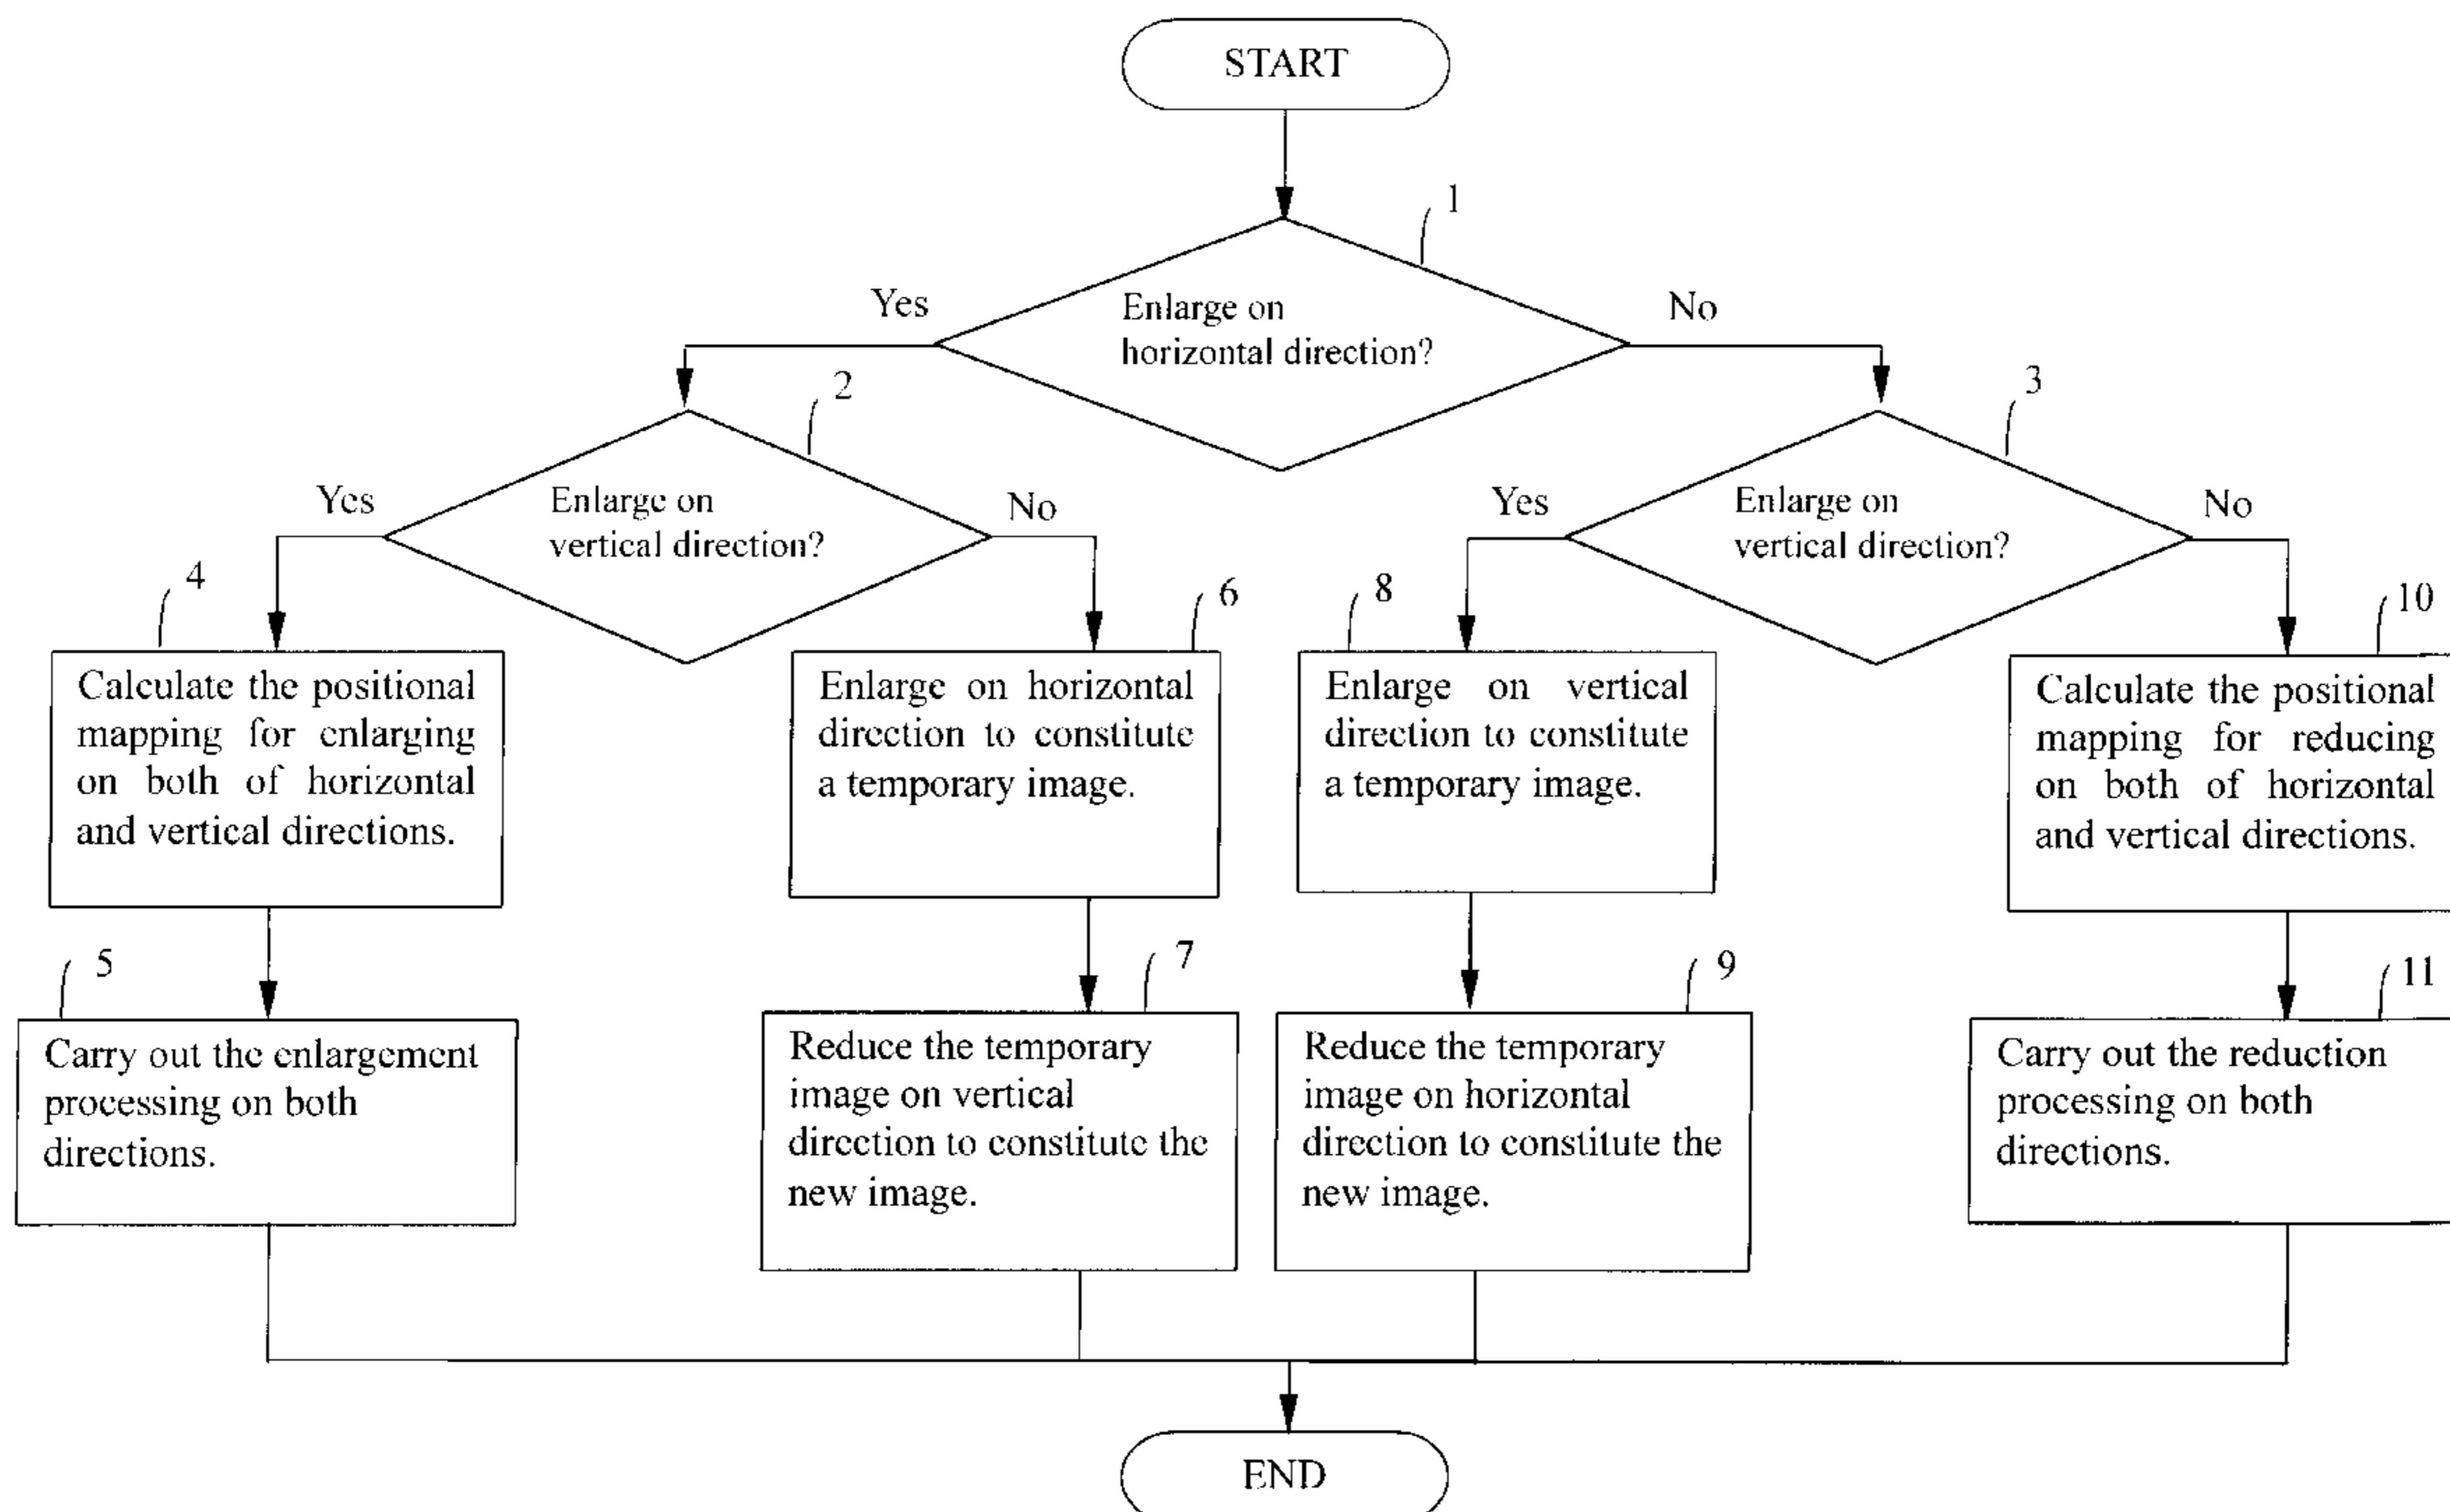 START
1
Yes
Enlarge on
horizontal direction?
No
2
3
Yes
Enlarge on
vertical direction?
No
Yes
Enlarge on
vertical direction?
No
4
6
8
10
Calculate the positional
mapping for enlarging
on both of horizontal
and vertical directions.
Enlarge on horizontal
direction to constitute
a temporary image.
Enlarge on vertical
direction to constitute
a temporary image.
Calculate the positional
mapping for reducing
on both of horizontal
and vertical directions.
5
7
9
11
Carry out the enlargement
processing on both
directions.
Reduce the temporary
image on vertical
direction to constitute the
new image.
Reduce the temporary
image on horizontal
direction to constitute the
new image.
Carry out the reduction
processing on both
directions.
END